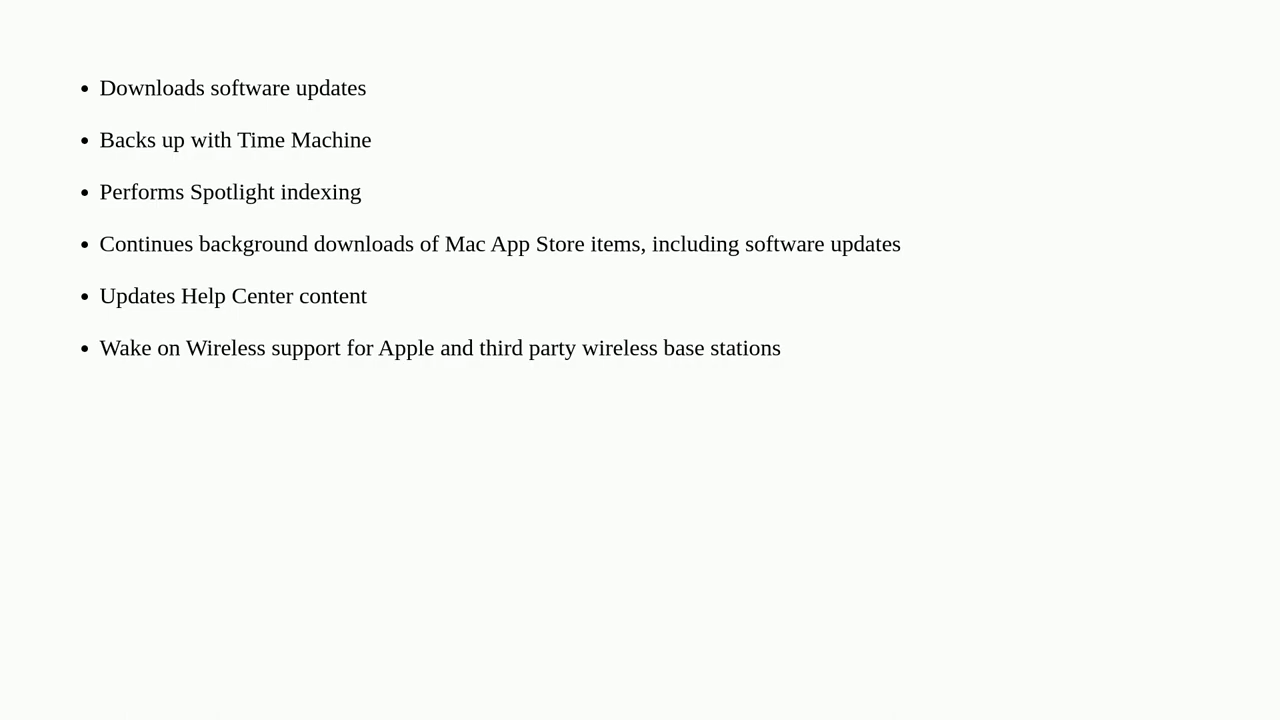 • Downloads software updates
• Backs up with Time Machine
• Performs Spotlight indexing
• Continues background downloads of Mac App Store items, including software updates
• Updates Help Center content
• Wake on Wireless support for Apple and third party wireless base stations